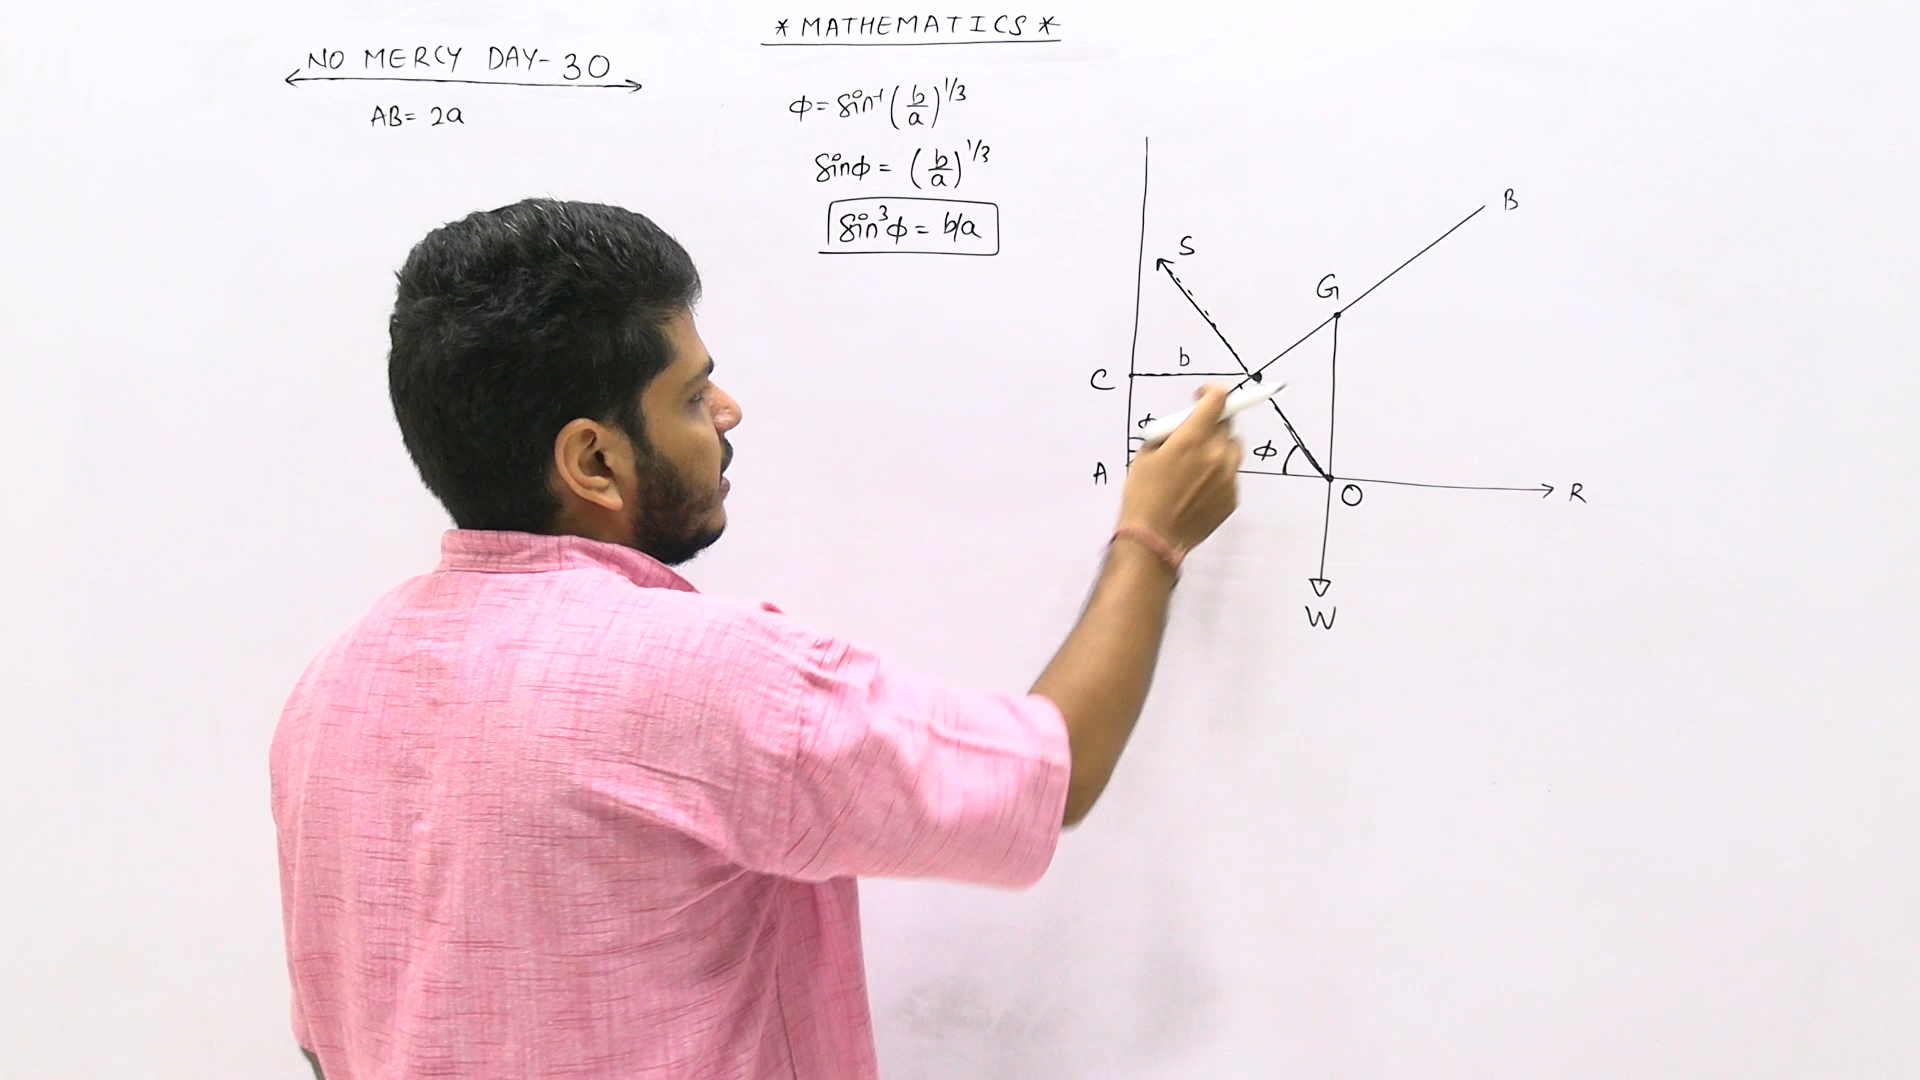 * MATHEMATICS *
NO MERCY DAY-30
AB= 2a
ϕ= sin⁻¹ (b/a)^1/3
sinϕ = (b/a)^1/3
sin³ϕ = b/a
B
S
G
b
C
ϕ
A
O
R
W